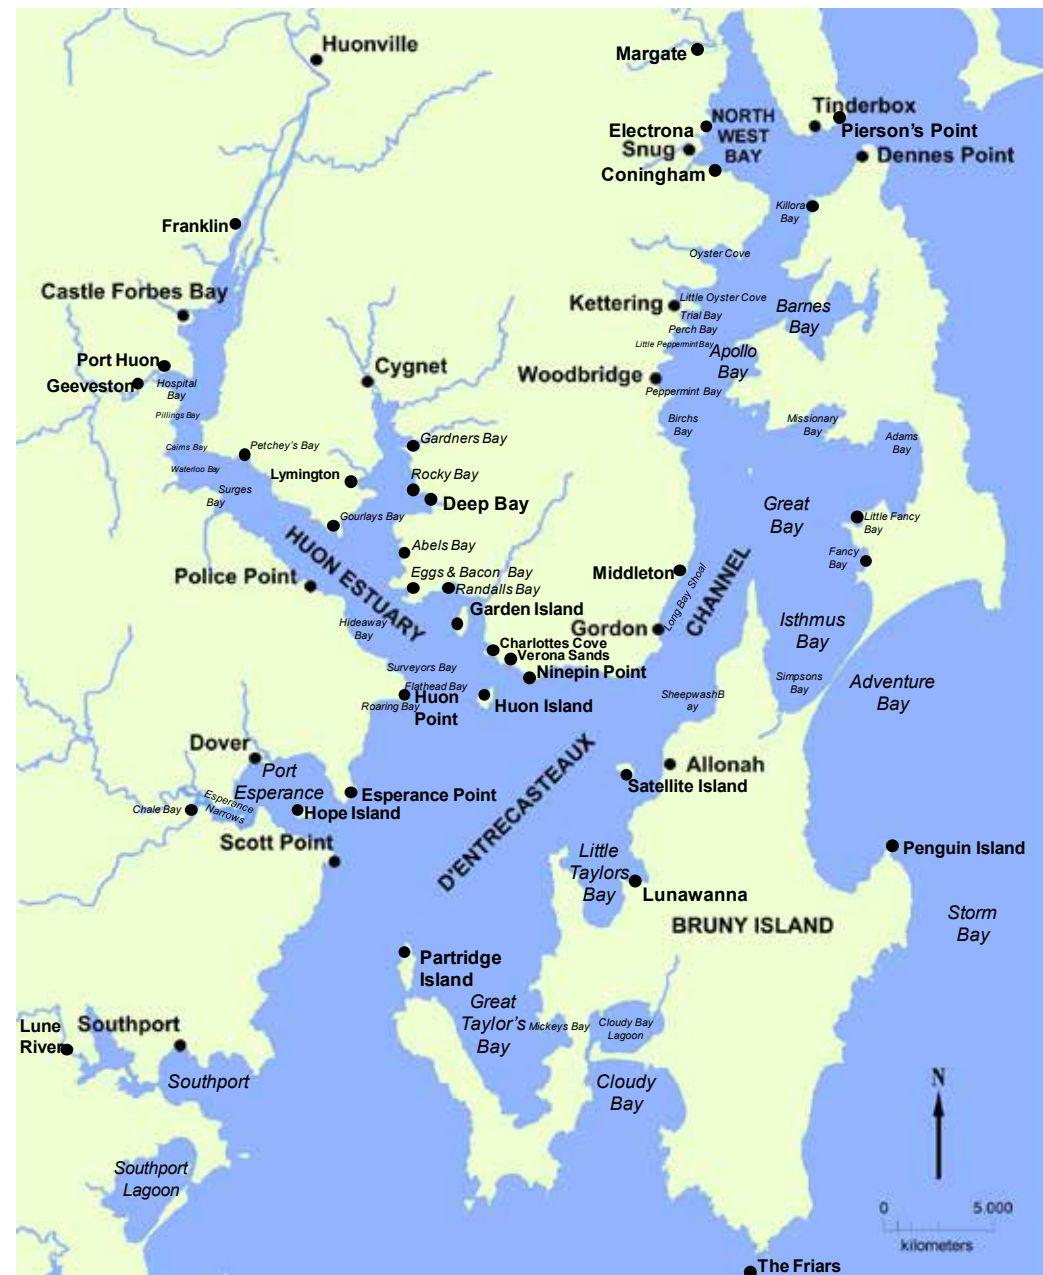 Huonville
Margate
NORTH
WEST
BAY
Tinderbox
Pierson's Point
Electrona
Snug
Coningham
Dennes Point
Killora
Bay
Franklin
Oyster Cove
Castle Forbes Bay
Kettering
Little Oyster Cove
Trial Bay
Perch Bay
Little Peppermint Bay
Barnes
Bay
Apollo
Bay
Port Huon
Geeveston
Hospital
Bay
Pillings Bay
Cygnet
Woodbridge
Peppermint Bay
Birchs
Bay
Missionary
Bay
Adams
Bay
Cairns Bay
Waterloo Bay
Petchey's Bay
Surges
Bay
Lymington
Gardners Bay
Rocky Bay
Deep Bay
Gourlays Bay
Great
Bay
Little Fancy
Bay
Fancy
Bay
HUON ESTUARY
Abels Bay
Eggs & Bacon Bay
Randalls Bay
Police Point
Middleton
Long Bay Shoal
CHANNEL
Garden Island
Gordon
Isthmus
Bay
Hideaway
Bay
Charlottes Cove
Verona Sands
Ninepin Point
Surveyors Bay
Flathead Bay
Roaring Bay
Huon
Point
Huon Island
SheepwashB
ay
Simpsons
Bay
Adventure
Bay
Dover
Port
Esperance
D'ENTRECASTEAUX
Allonah
Satellite Island
Chale Bay
Esperance
Narrows
Hope Island
Esperance Point
Scott Point
Little
Taylors
Bay
Lunawanna
Penguin Island
BRUNY ISLAND
Storm
Bay
Partridge
Island
Great
Taylor's
Bay
Mickeys Bay
Cloudy Bay
Lagoon
Lune
River
Southport
Southport
Cloudy
Bay
N
Southport
Lagoon
0 5.000
kilometers
The Friars